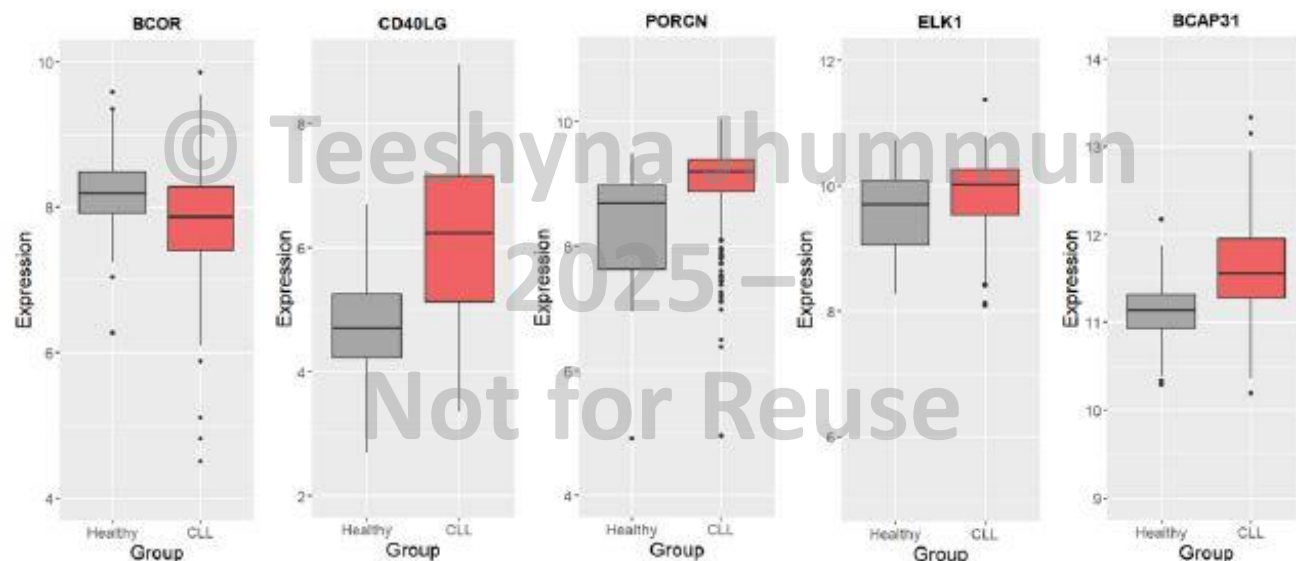 BCOR
CD40LG
PORCN
ELK1
BCAP31
© Teeshyna Jhummun
2025 –
Not for Reuse
Expression
10
8
6
4
Healthy
CLL
Group
Expression
8
6
4
2
Healthy
CLL
Group
Expression
10
8
6
4
Healthy
CLL
Group
Expression
12
10
8
6
Healthy
CLL
Group
Expression
14
13
12
11
10
9
Healthy
CLL
Group